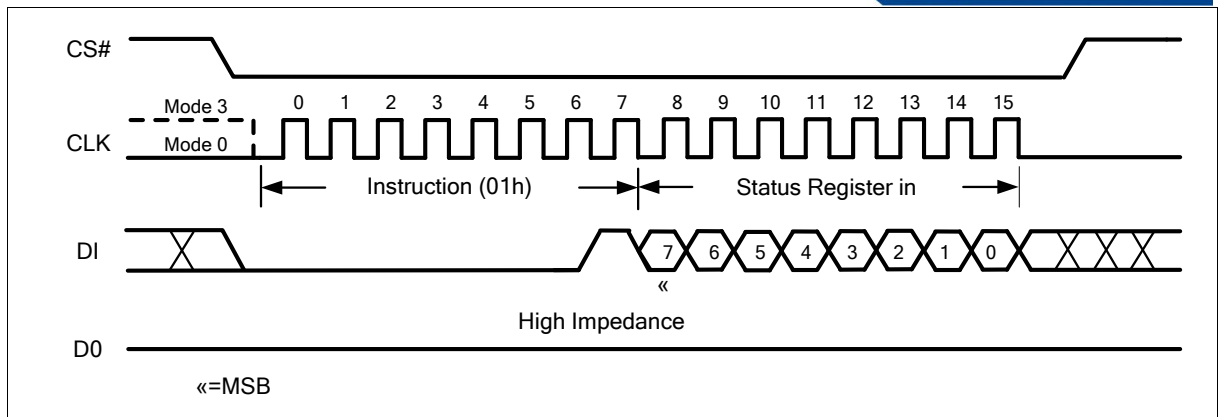 CS#
Mode 3
0 1 2 3 4 5 6 7 8 9 10 11 12 13 14 15
CLK
Mode 0
Instruction (01h)
Status Register in
DI
7 6 5 4 3 2 1 0
«
High Impedance
D0
«=MSB